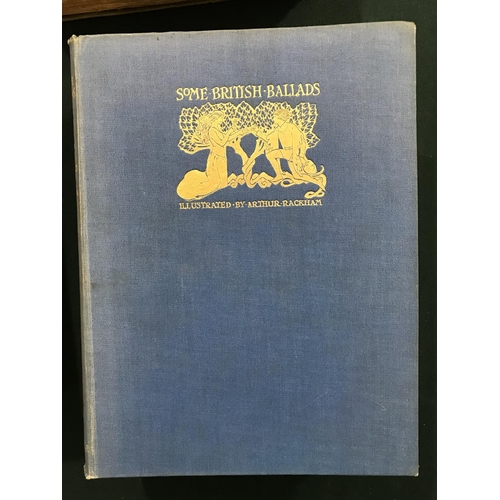 SOME BRITISH·BALLADS
ILLUSTRATED·BY·ARTHUR·RACKHAM